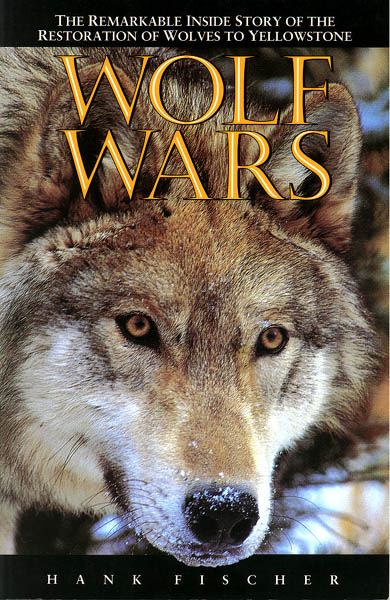 THE REMARKABLE INSIDE STORY OF THE
RESTORATION OF WOLVES TO YELLOWSTONE
WOLF
WARS
HANK FISCHER